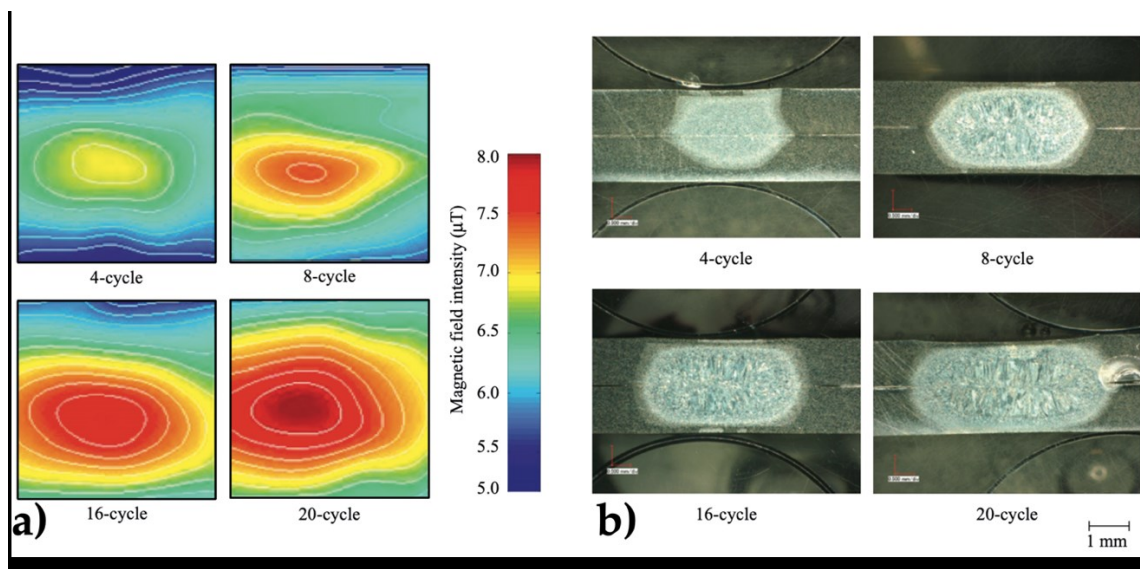 4-cycle
8-cycle
16-cycle
20-cycle
8.0
7.5
7.0
6.5
6.0
5.5
5.0
Magnetic field intensity (μT)
a)
4-cycle
8-cycle
16-cycle
20-cycle
b)
1 mm